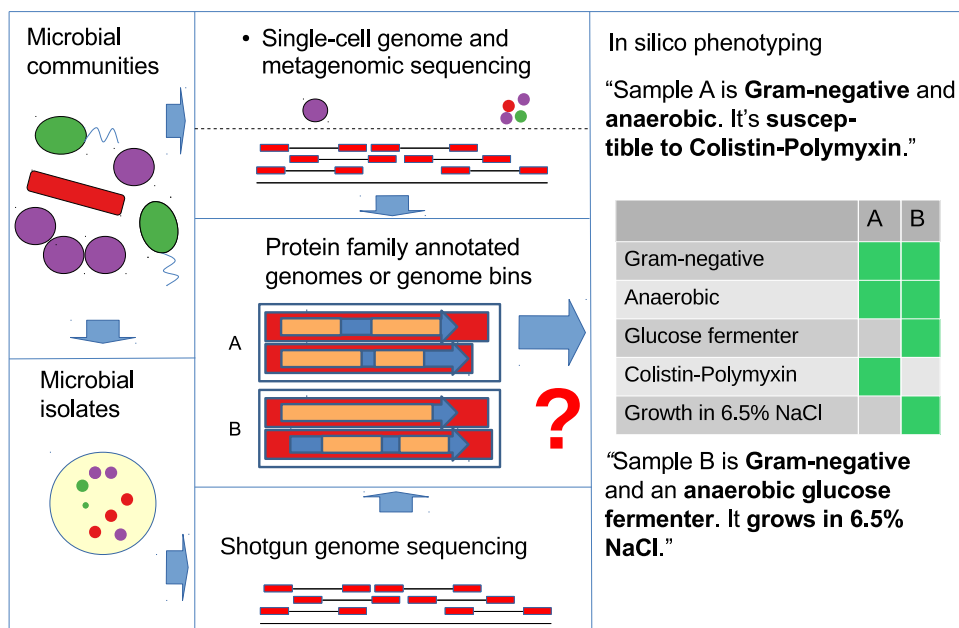 Microbial
communities
• Single-cell genome and
metagenomic sequencing
Protein family annotated
genomes or genome bins
A
B
?
Microbial
isolates
Shotgun genome sequencing
In silico phenotyping
“Sample A is Gram-negative and
anaerobic. It’s suscep-
tible to Colistin-Polymyxin.”
A B
Gram-negative
Anaerobic
Glucose fermenter
Colistin-Polymyxin
Growth in 6.5% NaCl
“Sample B is Gram-negative
and an anaerobic glucose
fermenter. It grows in 6.5%
NaCl.”